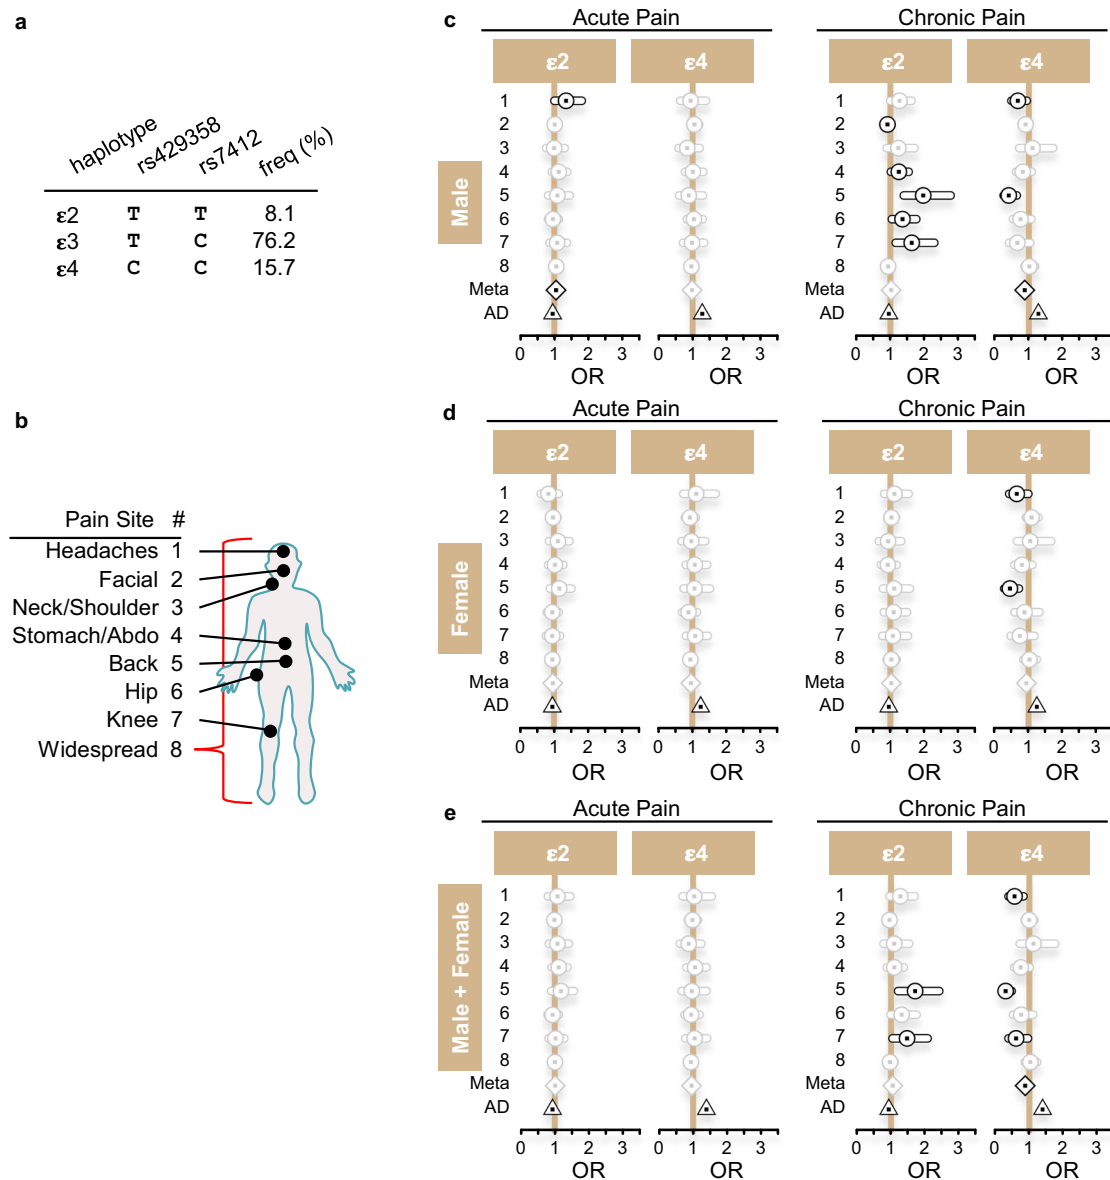 a
haplotype rs429358 rs7412 freq (%)
ε2 T T 8.1
ε3 T C 76.2
ε4 C C 15.7
b
Pain Site #
Headaches 1
Facial 2
Neck/Shoulder 3
Stomach/Abdo 4
Back 5
Hip 6
Knee 7
Widespread 8
c
Acute Pain Chronic Pain
ε2 ε4 ε2 ε4
Male
1
2
3
4
5
6
7
8
Meta
AD
0 1 2 3 0 1 2 3 0 1 2 3 0 1 2 3
OR OR OR OR
d
Acute Pain Chronic Pain
ε2 ε4 ε2 ε4
Female
1
2
3
4
5
6
7
8
Meta
AD
0 1 2 3 0 1 2 3 0 1 2 3 0 1 2 3
OR OR OR OR
e
Acute Pain Chronic Pain
ε2 ε4 ε2 ε4
Male + Female
1
2
3
4
5
6
7
8
Meta
AD
0 1 2 3 0 1 2 3 0 1 2 3 0 1 2 3
OR OR OR OR